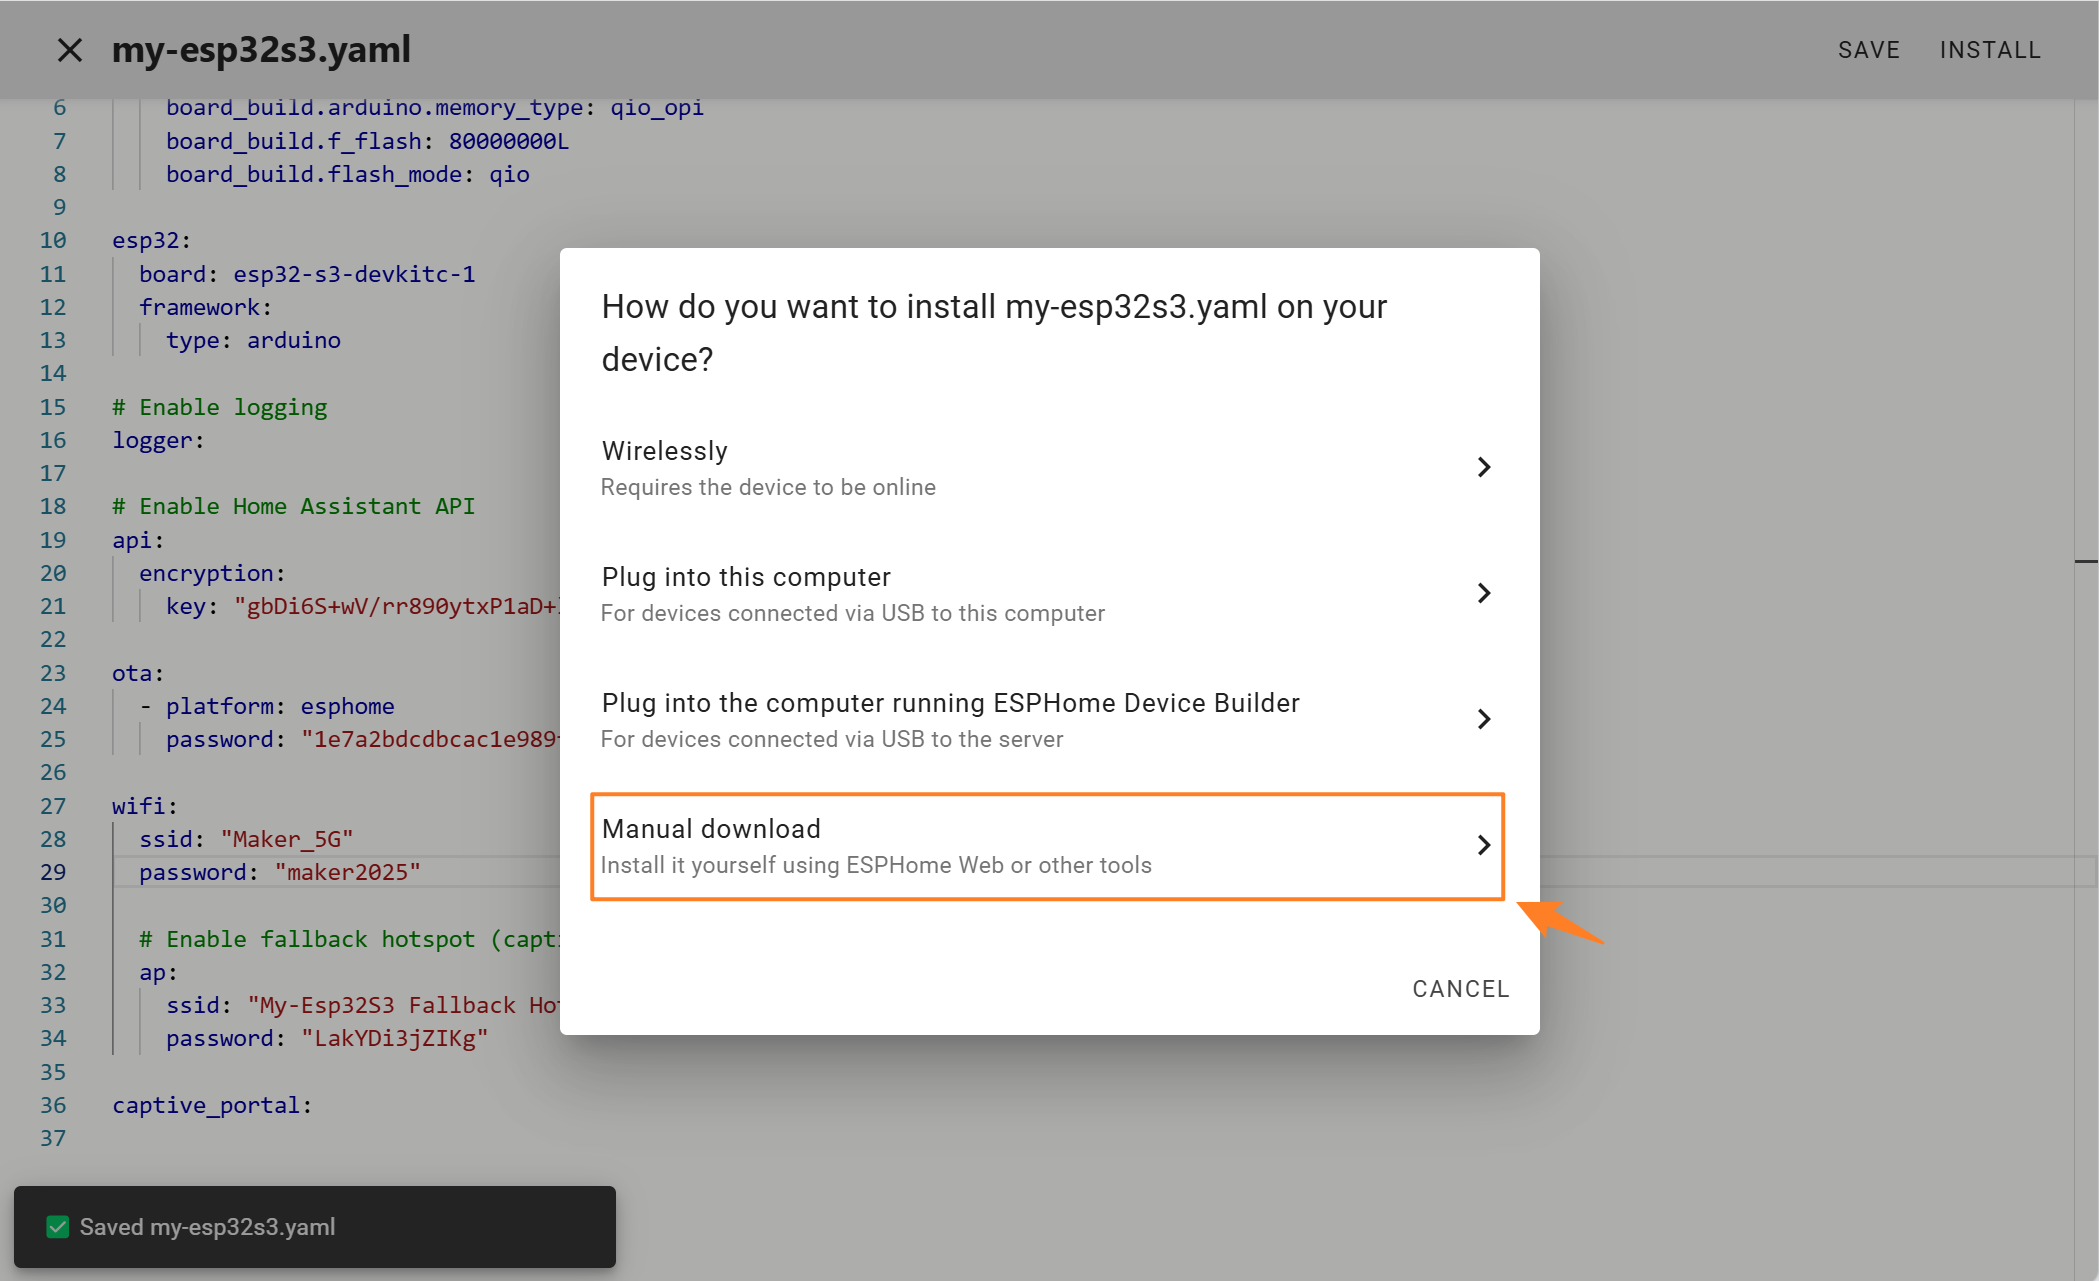 my-esp32s3.yaml
SAVE INSTALL
6 board_build.arduino.memory_type: qio_opi
7 board_build.f_flash: 80000000L
8 board_build.flash_mode: qio
9
10 esp32:
11 board: esp32-s3-devkitc-1
12 framework:
13 type: arduino
14
15 # Enable logging
16 logger:
17
18 # Enable Home Assistant API
19 api:
20 encryption:
21 key: "gbDi6S+wV/rr890ytxP1aD+
22
23 ota:
24 - platform: esphome
25 password: "1e7a2bdcdbcac1e989
26
27 wifi:
28 ssid: "Maker_5G"
29 password: "maker2025"
30
31 # Enable fallback hotspot (capt
32 ap:
33 ssid: "My-Esp32S3 Fallback Ho
34 password: "LakYDi3jZIKg"
35
36 captive_portal:
37
How do you want to install my-esp32s3.yaml on your
device?
Wirelessly
Requires the device to be online
Plug into this computer
For devices connected via USB to this computer
Plug into the computer running ESPHome Device Builder
For devices connected via USB to the server
Manual download
Install it yourself using ESPHome Web or other tools
CANCEL
Saved my-esp32s3.yaml